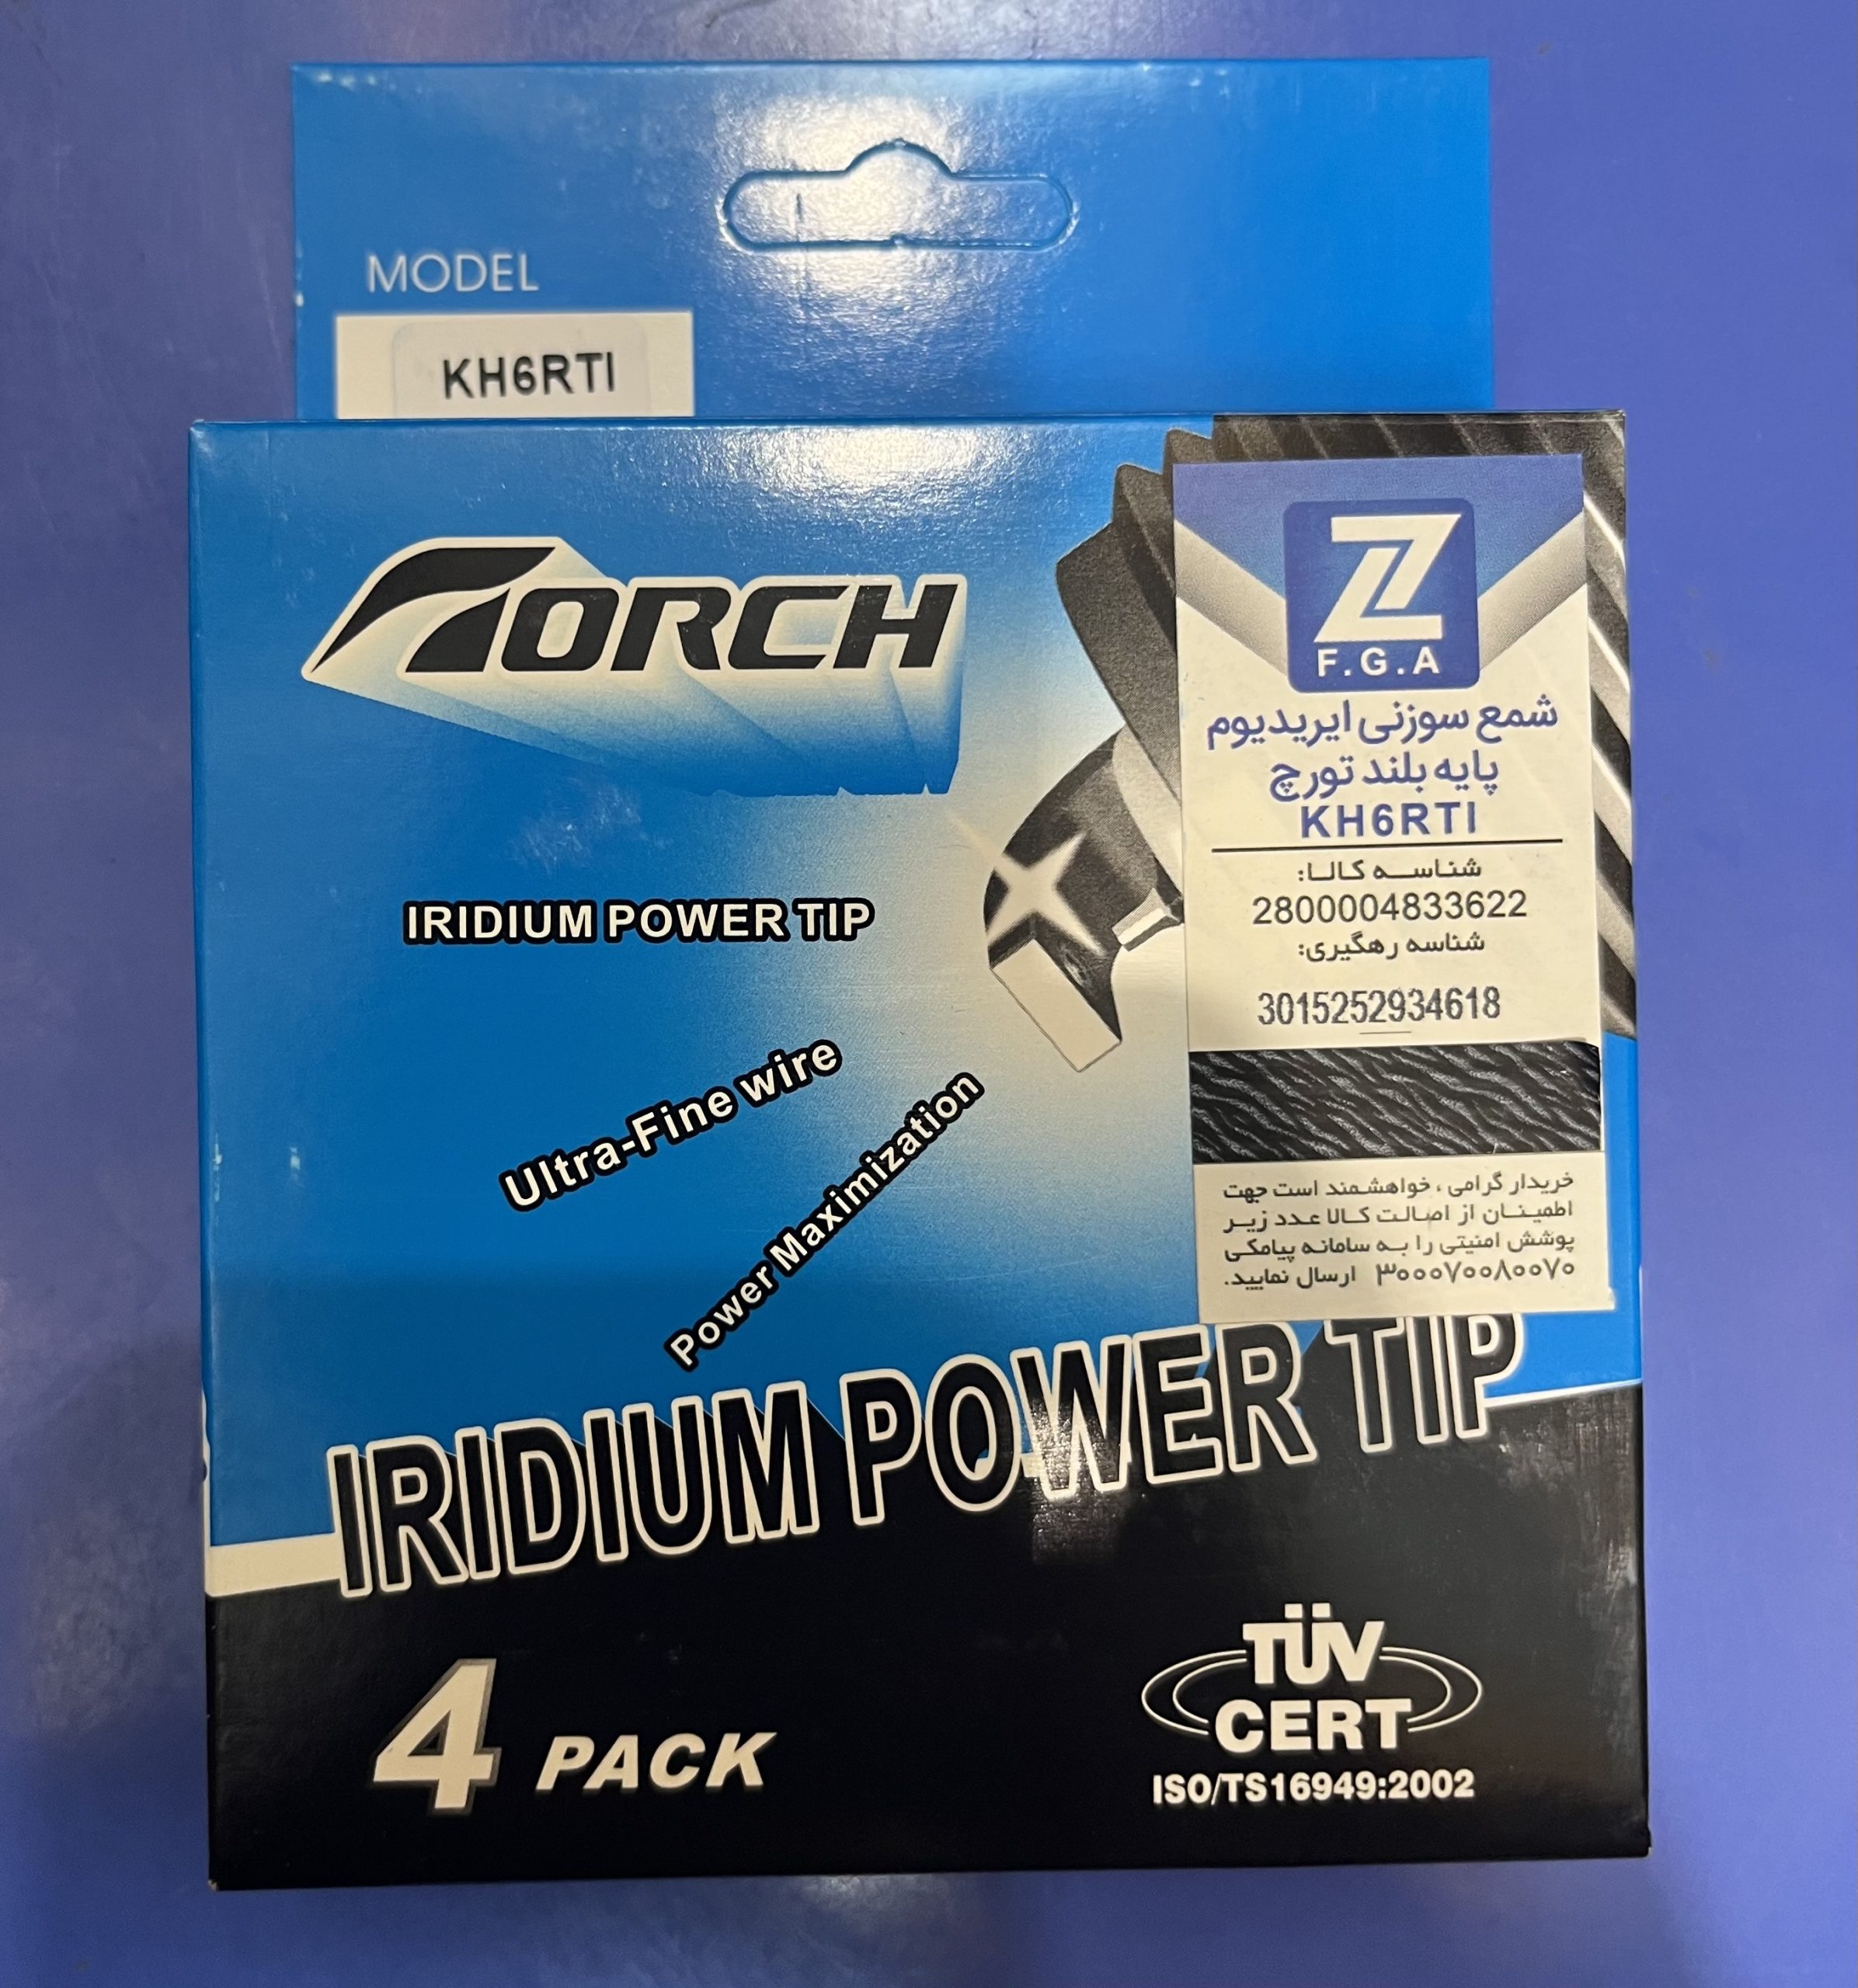 MODEL
KH6RTI
TORCH
IRIDIUM POWER TIP
Ultra-Fine wire
Power Maximization
Z
F.G.A
شمع سوزنی ایریدیوم
پایه بلند تورچ
KH6RTI
شناسه کالا:
2800004833622
شناسه رهگیری:
3015252934618
خریدار گرامی ، خواهشمند است جهت
اطمینان از اصالت کالا عدد زیر
پوشش امنیتی را به سامانه پیامکی
۳۰۰۰۷۰۰۸۰۰۷۰ ارسال نمایید.
IRIDIUM POWER TIP
4 PACK
TÜV
CERT
ISO/TS16949:2002